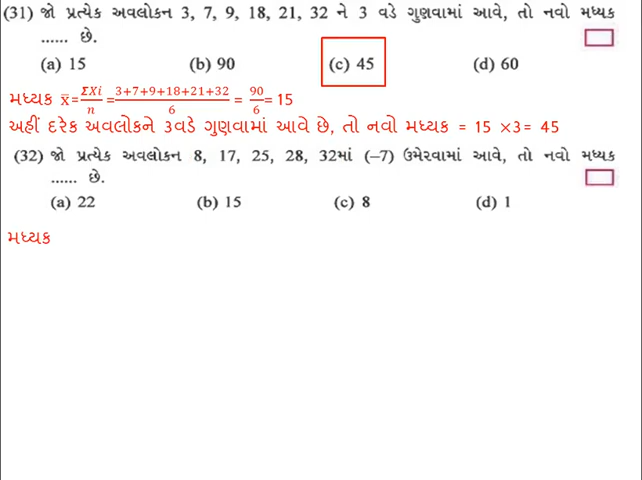 (31) જો પ્રત્યેક અવલોકન 3, 7, 9, 18, 21, 32 ને 3 વડે ગુણવામાં આવે, તો નવો મધ્યક
...... છે.
(a) 15 (b) 90 (c) 45 (d) 60
મધ્યક x̅=ΣXi/n=3+7+9+18+21+32/6 = 90/6= 15
અહીં દરેક અવલોકને 3વડે ગુણવામાં આવે છે, તો નવો મધ્યક = 15 ×3= 45
(32) જો પ્રત્યેક અવલોકન 8, 17, 25, 28, 32માં (–7) ઉમેરવામાં આવે, તો નવો મધ્યક
...... છે.
(a) 22 (b) 15 (c) 8 (d) 1
મધ્યક